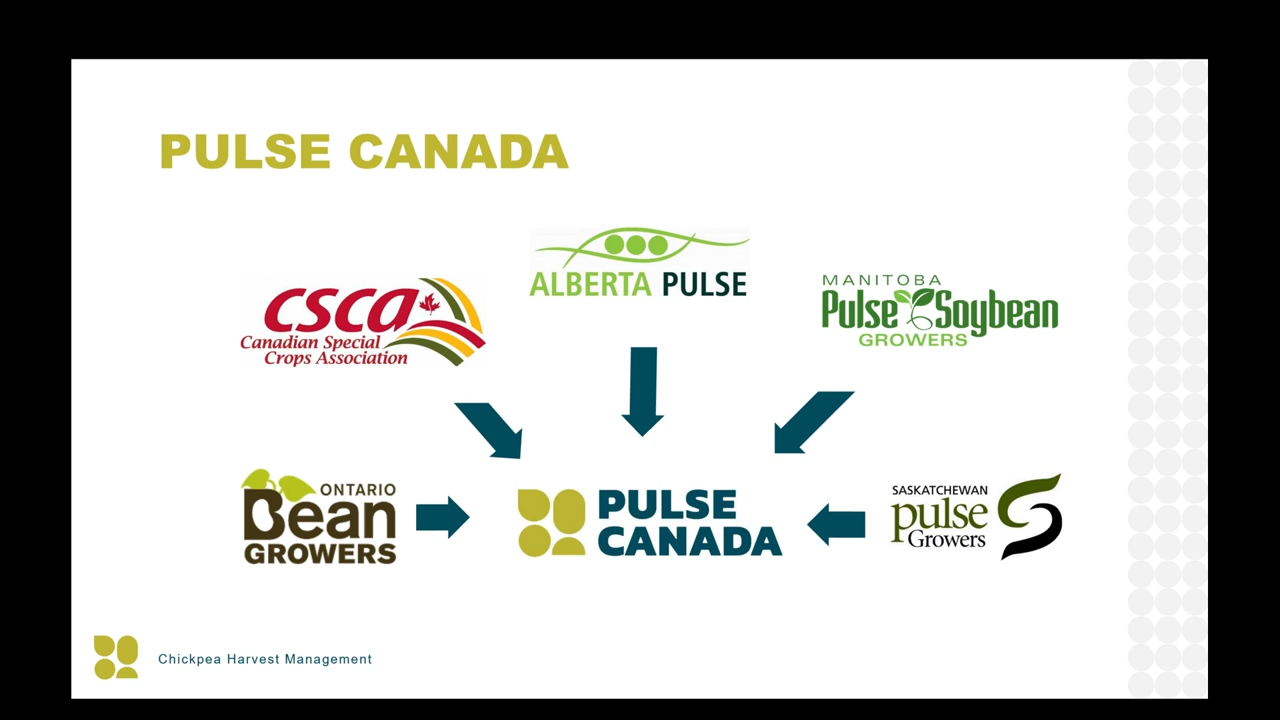 PULSE CANADA
ALBERTA PULSE
csca
Canadian Special
Crops Association
MANITOBA
Pulse Soybean
GROWERS
ONTARIO
Bean
GROWERS
PULSE
CANADA
SASKATCHEWAN
pulse
Growers
Chickpea Harvest Management